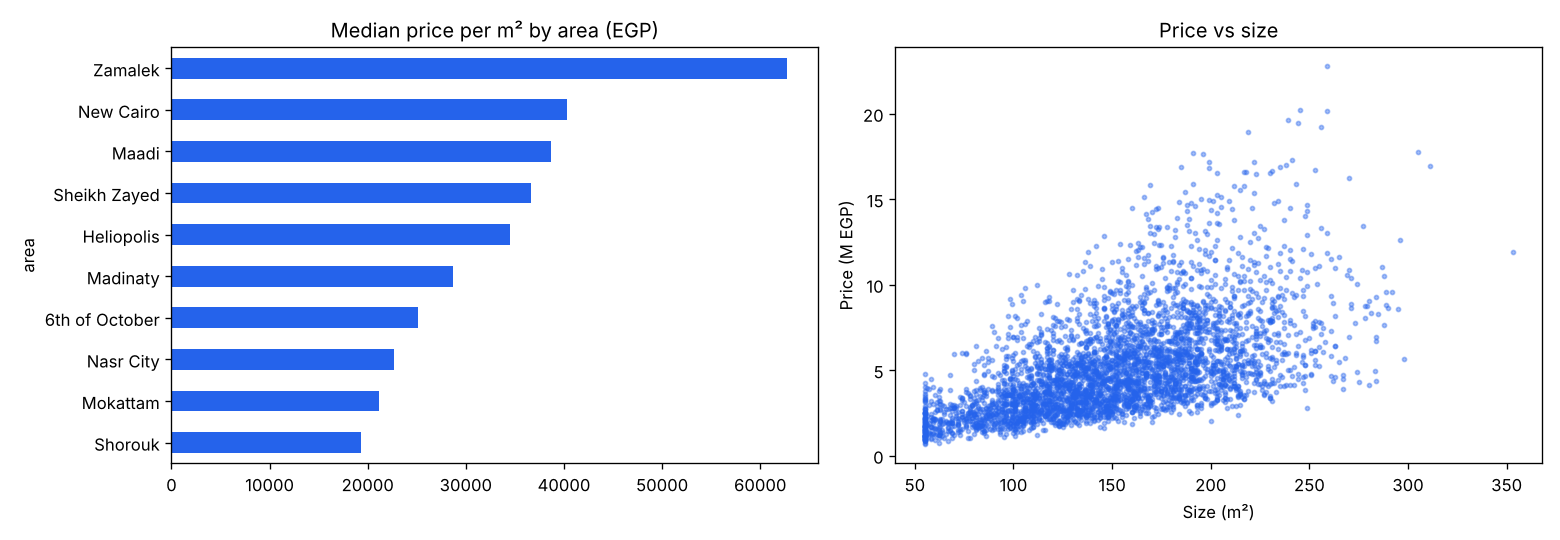 Median price per m² by area (EGP)
area
Zamalek
New Cairo
Maadi
Sheikh Zayed
Heliopolis
Madinaty
6th of October
Nasr City
Mokattam
Shorouk
0 10000 20000 30000 40000 50000 60000
Price vs size
Price (M EGP)
20
15
10
5
0
50 100 150 200 250 300 350
Size (m²)